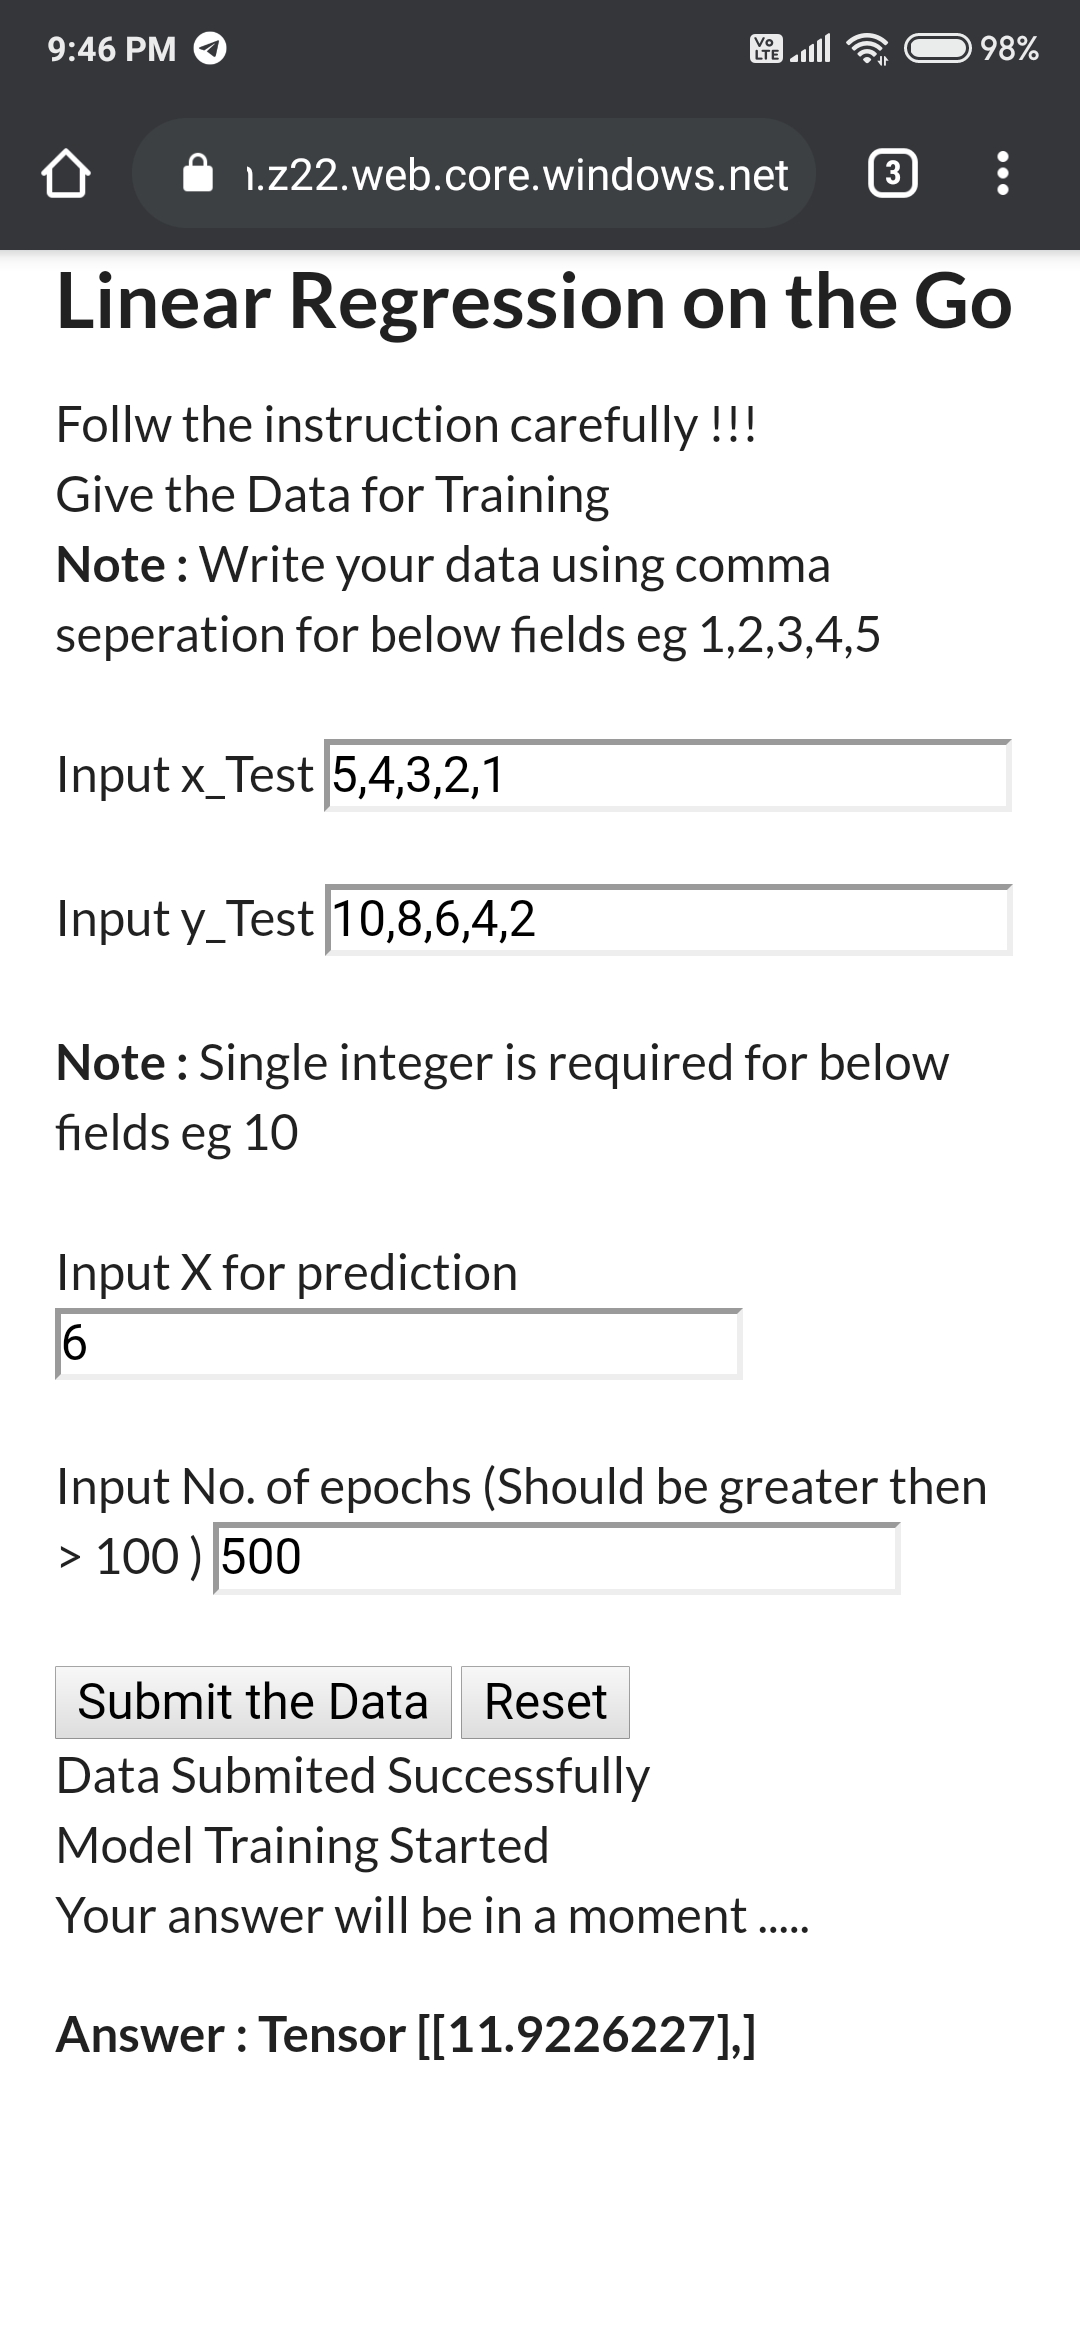 9:46 PM
Vo LTE
98%
.z22.web.core.windows.net
3
Linear Regression on the Go
Follw the instruction carefully !!!
Give the Data for Training
Note : Write your data using comma
seperation for below fields eg 1,2,3,4,5
Input x_Test 5,4,3,2,1
Input y_Test 10,8,6,4,2
Note : Single integer is required for below
fields eg 10
Input X for prediction
6
Input No. of epochs (Should be greater then
> 100 ) 500
Submit the Data Reset
Data Submited Successfully
Model Training Started
Your answer will be in a moment .....
Answer : Tensor [[11.9226227],]